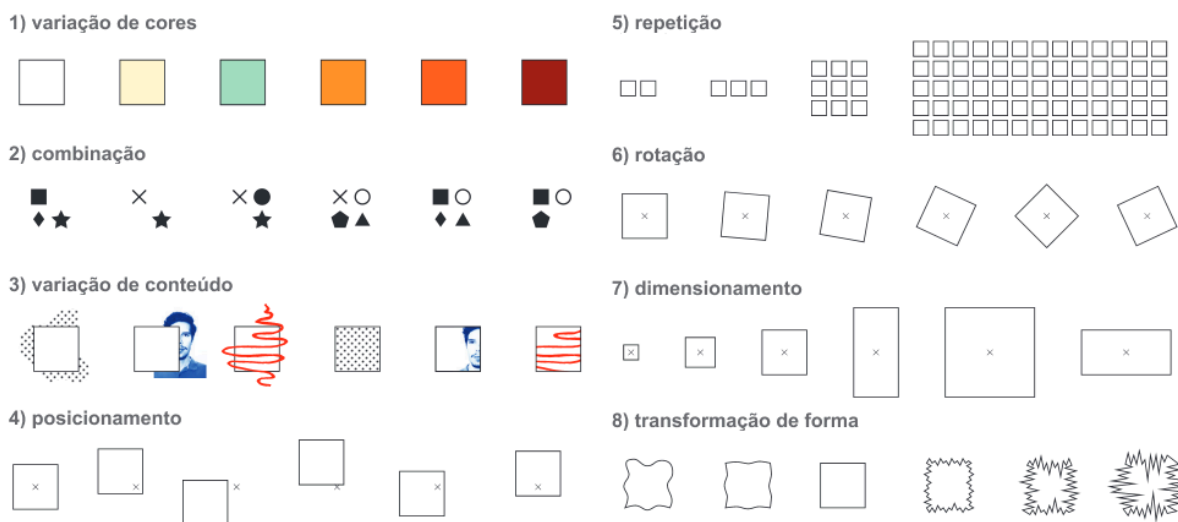 1) variação de cores
2) combinação
3) variação de conteúdo
4) posicionamento
5) repetição
6) rotação
7) dimensionamento
8) transformação de forma